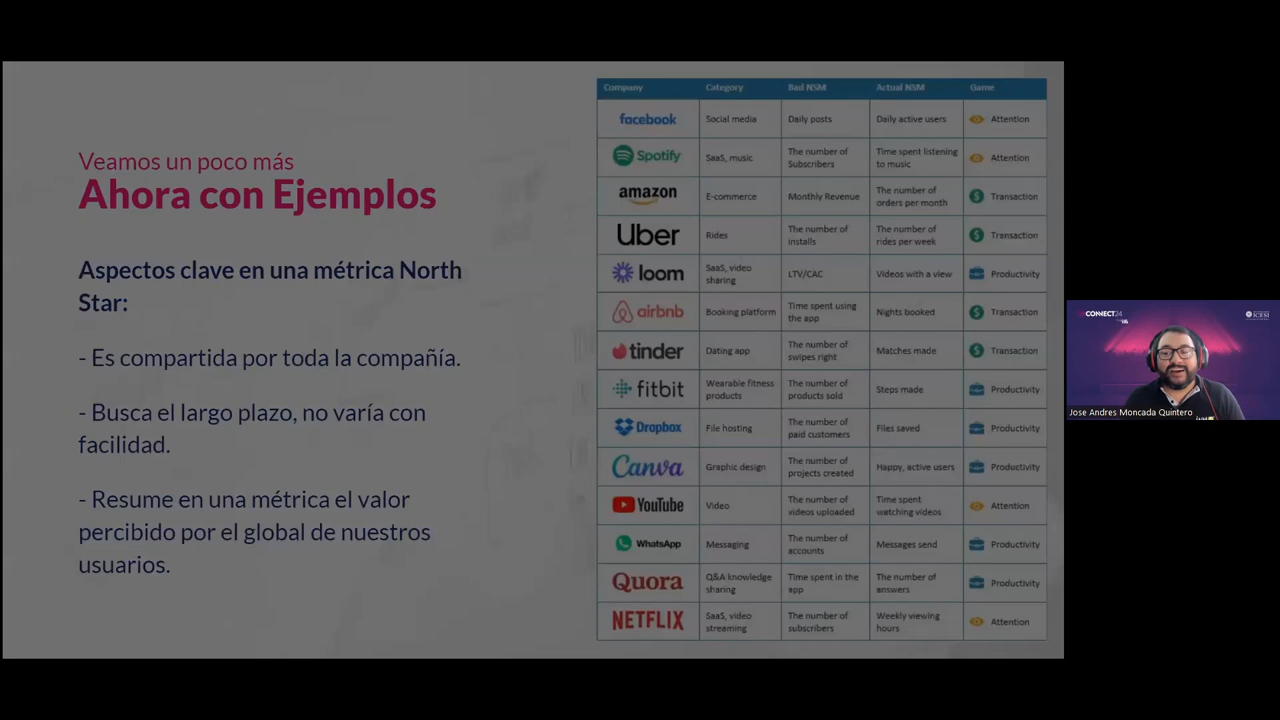 Veamos un poco más
Ahora con Ejemplos
Aspectos clave en una métrica North
Star:
- Es compartida por toda la compañía.
- Busca el largo plazo, no varía con
facilidad.
- Resume en una métrica el valor
percibido por el global de nuestros
usuarios.
Company Category Bad NSM Actual NSM Game
facebook Social media Daily posts Daily active users Attention
Spotify SaaS, music The number of Subscribers Time spent listening to music Attention
amazon E-commerce Monthly Revenue The number of orders per month Transaction
Uber Rides The number of installs The number of rides per week Transaction
loom SaaS, video sharing LTV/CAC Videos with a view Productivity
airbnb Booking platform Time spent using the app Nights booked Transaction
tinder Dating app The number of swipes right Matches made Transaction
fitbit Wearable fitness products The number of products sold Steps made Productivity
Dropbox File hosting The number of paid customers Files saved Productivity
Canva Graphic design The number of projects created Happy, active users Productivity
YouTube Video The number of videos uploaded Time spent watching videos Attention
WhatsApp Messaging The number of accounts Messages send Productivity
Quora Q&A knowledge sharing Time spent in the app The number of answers Productivity
NETFLIX SaaS, video streaming The number of subscribers Weekly viewing hours Attention
Jose Andres Moncada Quintero